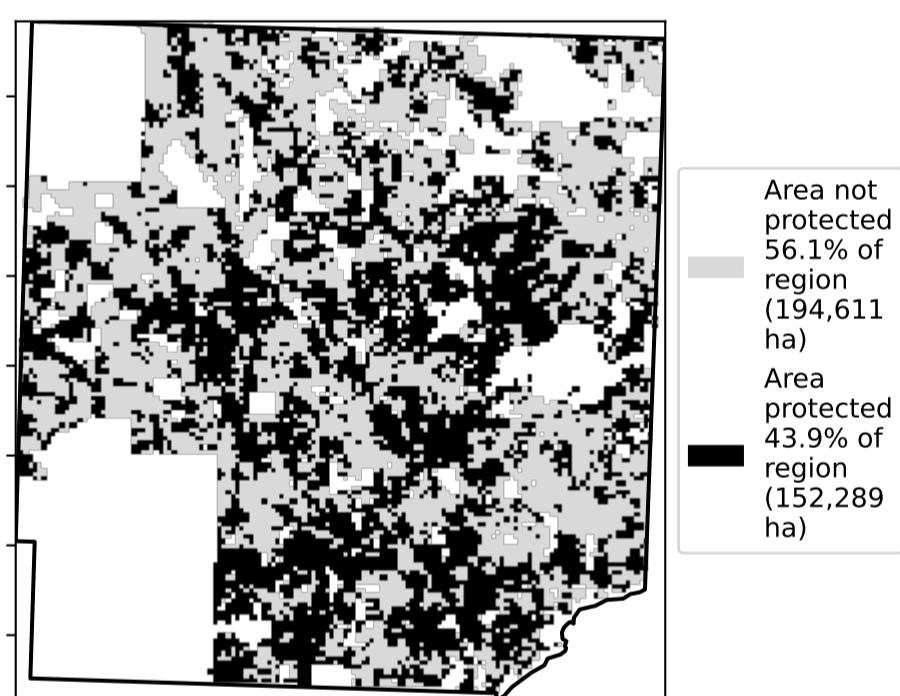 Area not
protected
56.1% of
region
(194,611
ha)
Area
protected
43.9% of
region
(152,289
ha)